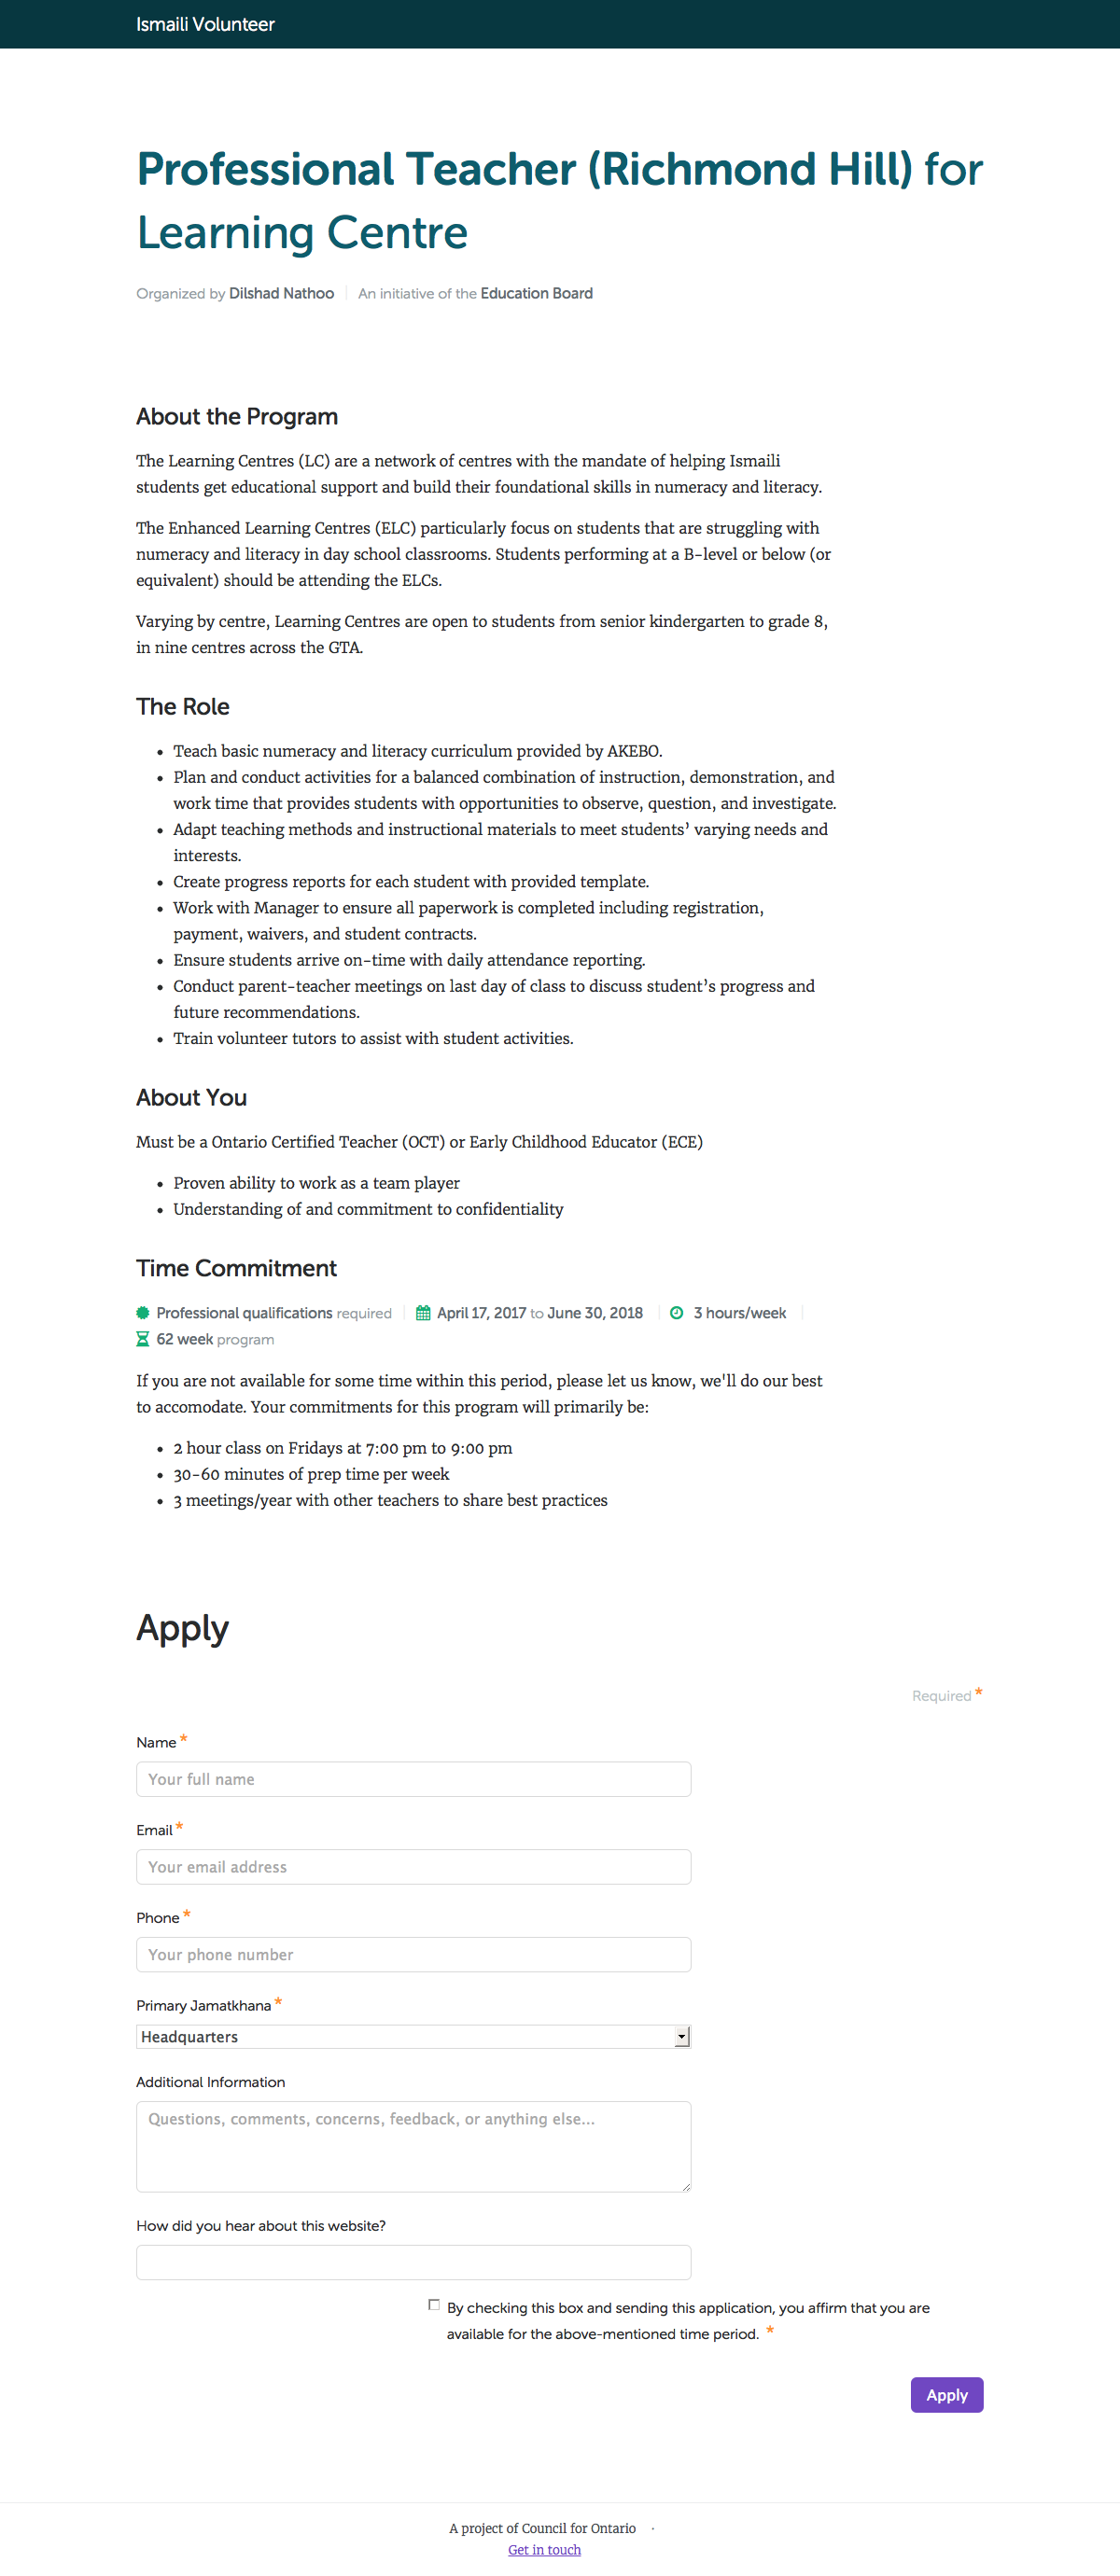 Ismaili Volunteer
Professional Teacher (Richmond Hill) for
Learning Centre
Organized by Dilshad Nathoo An initiative of the Education Board
About the Program
The Learning Centres (LC) are a network of centres with the mandate of helping Ismaili
students get educational support and build their foundational skills in numeracy and literacy.
The Enhanced Learning Centres (ELC) particularly focus on students that are struggling with
numeracy and literacy in day school classrooms. Students performing at a B-level or below (or
equivalent) should be attending the ELCs.
Varying by centre, Learning Centres are open to students from senior kindergarten to grade 8,
in nine centres across the GTA.
The Role
• Teach basic numeracy and literacy curriculum provided by AKEBO.
• Plan and conduct activities for a balanced combination of instruction, demonstration, and
work time that provides students with opportunities to observe, question, and investigate.
• Adapt teaching methods and instructional materials to meet students’ varying needs and
interests.
• Create progress reports for each student with provided template.
• Work with Manager to ensure all paperwork is completed including registration,
payment, waivers, and student contracts.
• Ensure students arrive on-time with daily attendance reporting.
• Conduct parent-teacher meetings on last day of class to discuss student’s progress and
future recommendations.
• Train volunteer tutors to assist with student activities.
About You
Must be a Ontario Certified Teacher (OCT) or Early Childhood Educator (ECE)
• Proven ability to work as a team player
• Understanding of and commitment to confidentiality
Time Commitment
Professional qualifications required April 17, 2017 to June 30, 2018 3 hours/week
62 week program
If you are not available for some time within this period, please let us know, we'll do our best
to accomodate. Your commitments for this program will primarily be:
• 2 hour class on Fridays at 7:00 pm to 9:00 pm
• 30-60 minutes of prep time per week
• 3 meetings/year with other teachers to share best practices
Apply
Required *
Name *
Your full name
Email *
Your email address
Phone *
Your phone number
Primary Jamatkhana *
Headquarters
Additional Information
Questions, comments, concerns, feedback, or anything else...
How did you hear about this website?
By checking this box and sending this application, you affirm that you are
available for the above-mentioned time period. *
Apply
A project of Council for Ontario ·
Get in touch